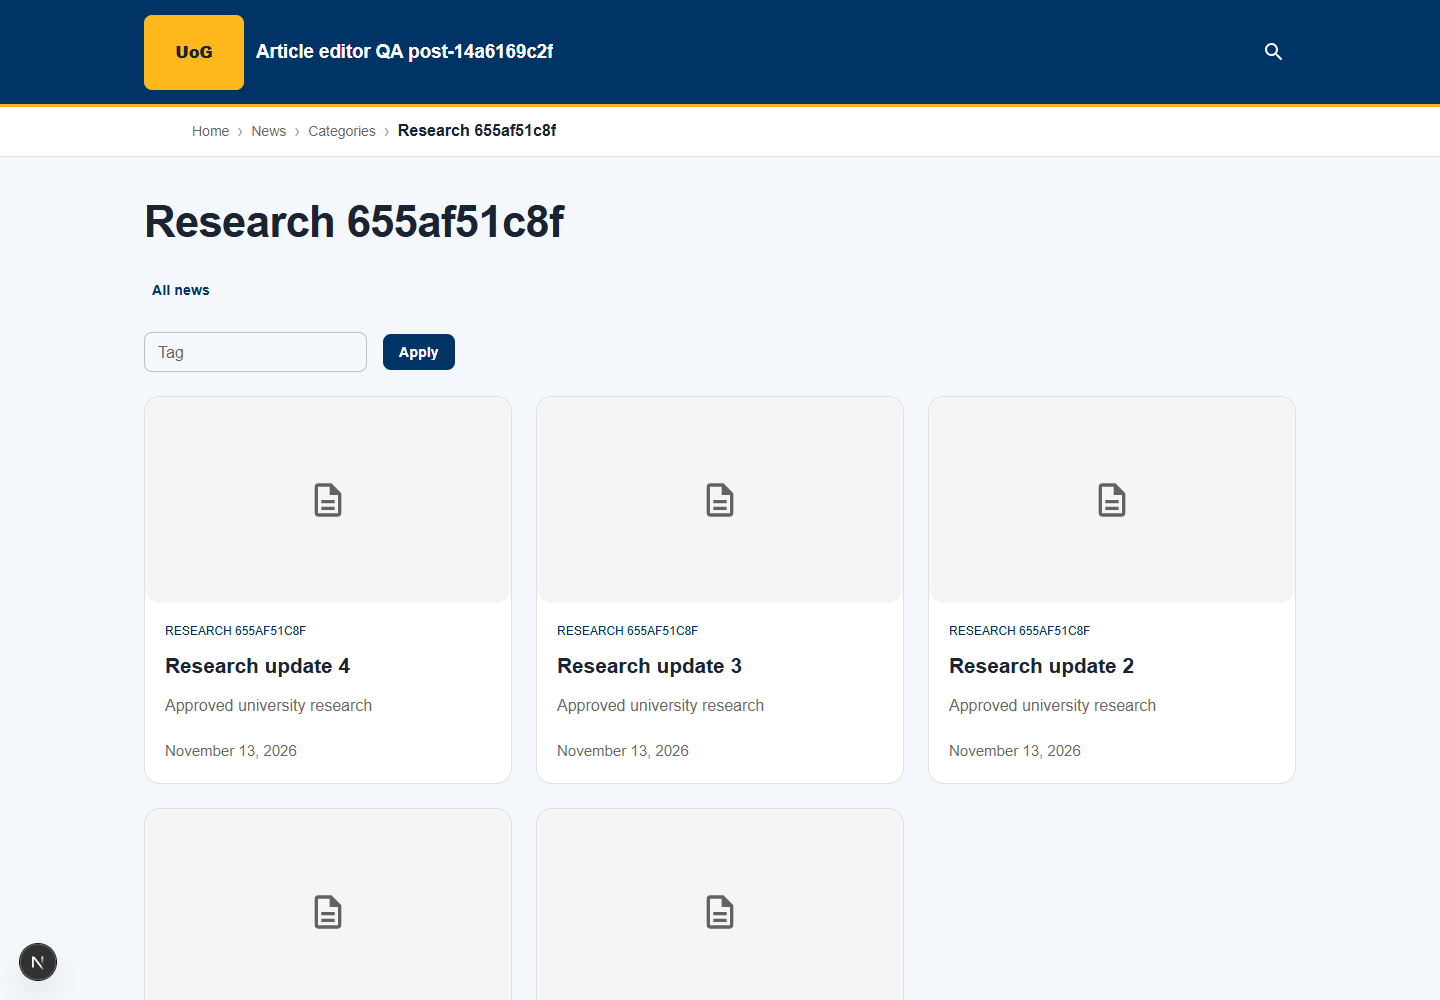 UoG
Article editor QA post-14a6169c2f
Home › News › Categories › Research 655af51c8f
Research 655af51c8f
All news
Tag
Apply
RESEARCH 655AF51C8F
Research update 4
Approved university research
November 13, 2026
RESEARCH 655AF51C8F
Research update 3
Approved university research
November 13, 2026
RESEARCH 655AF51C8F
Research update 2
Approved university research
November 13, 2026
N